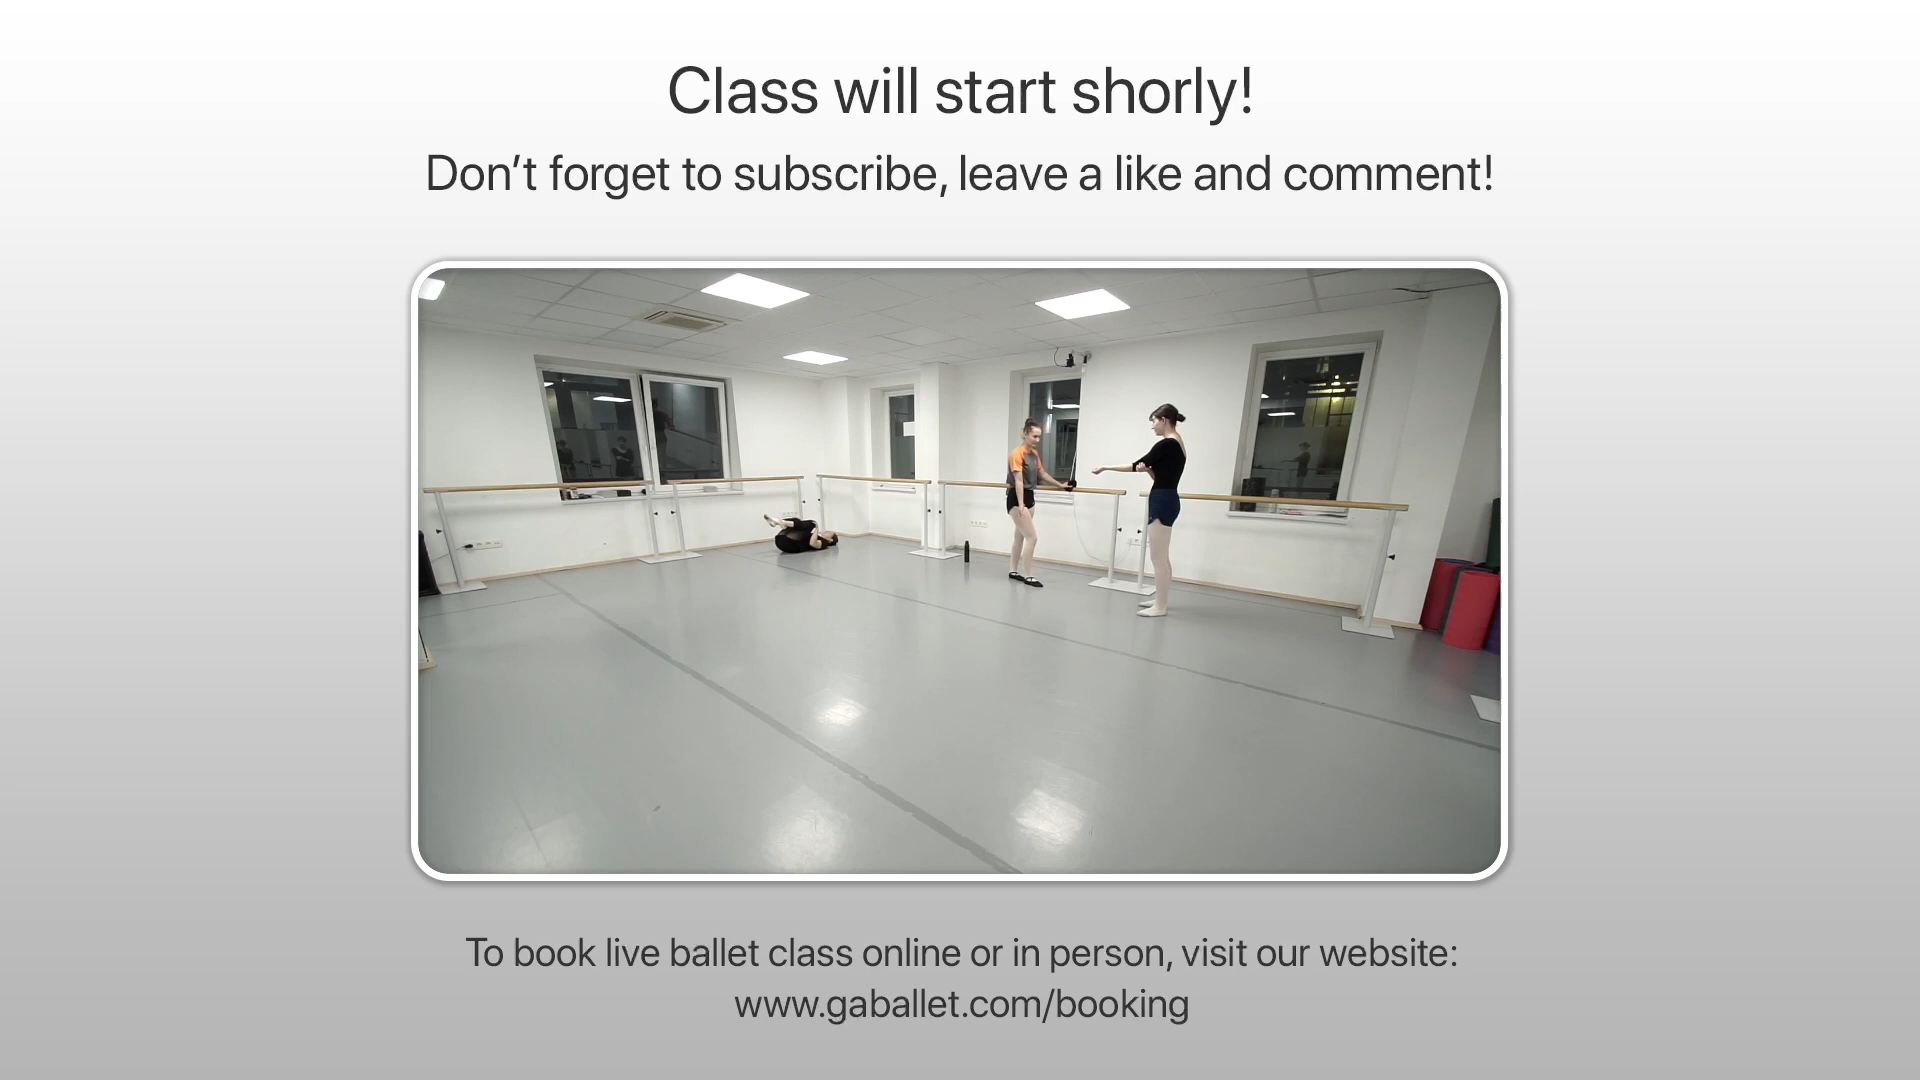 Class will start shorly!
Don’t forget to subscribe, leave a like and comment!
To book live ballet class online or in person, visit our website:
www.gaballet.com/booking